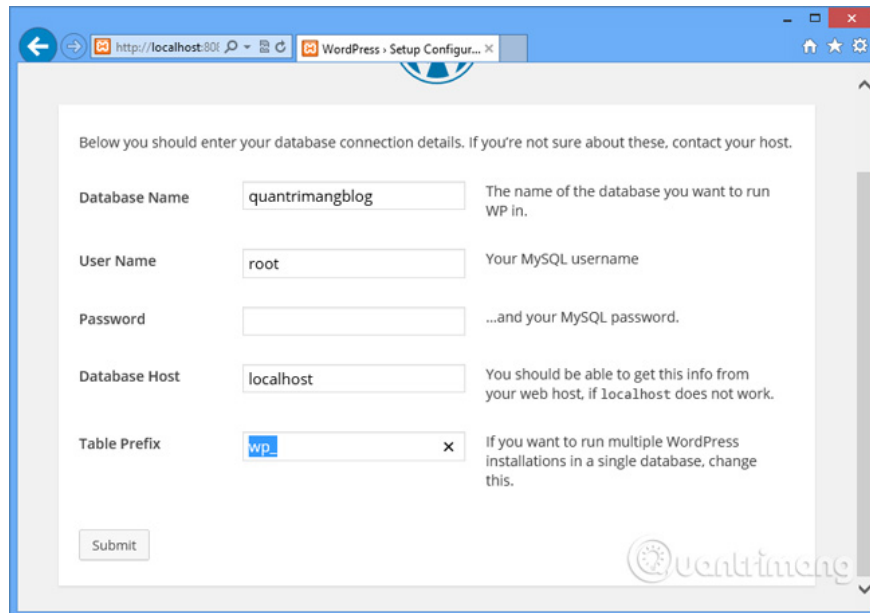 http://localhost:808
WordPress › Setup Configur...
Below you should enter your database connection details. If you're not sure about these, contact your host.
Database Name
quantrimangblog
The name of the database you want to run
WP in.
User Name
root
Your MySQL username
Password
...and your MySQL password.
Database Host
localhost
You should be able to get this info from
your web host, if localhost does not work.
Table Prefix
wp_
If you want to run multiple WordPress
installations in a single database, change
this.
Submit
Quantrimang